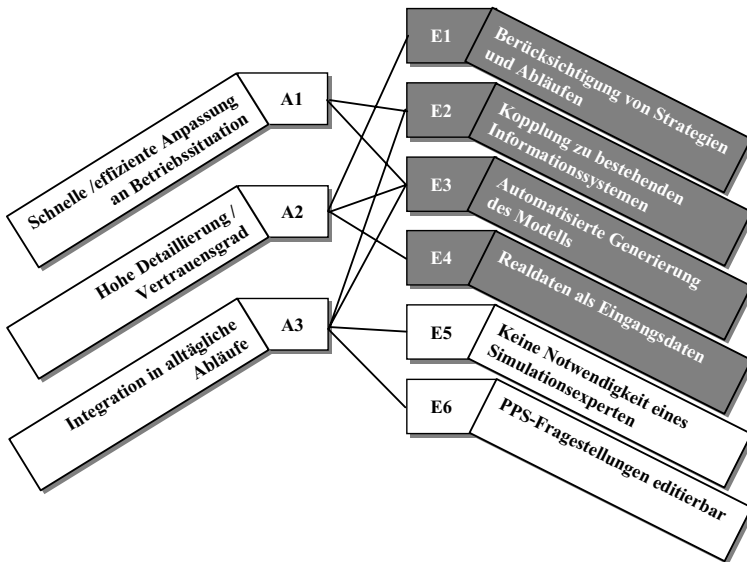 A1
Schnelle /effiziente Anpassung
an Betriebssituation
A2
Hohe Detaillierung /
Vertrauensgrad
A3
Integration in alltägliche
Abläufe
E1
Berücksichtigung von Strategien
und Abläufen
E2
Kopplung zu bestehenden
Informationssystemen
E3
Automatisierte Generierung
des Modells
E4
Realdaten als Eingangsdaten
E5
Keine Notwendigkeit eines
Simulationsexperten
E6
PPS-Fragestellungen editierbar